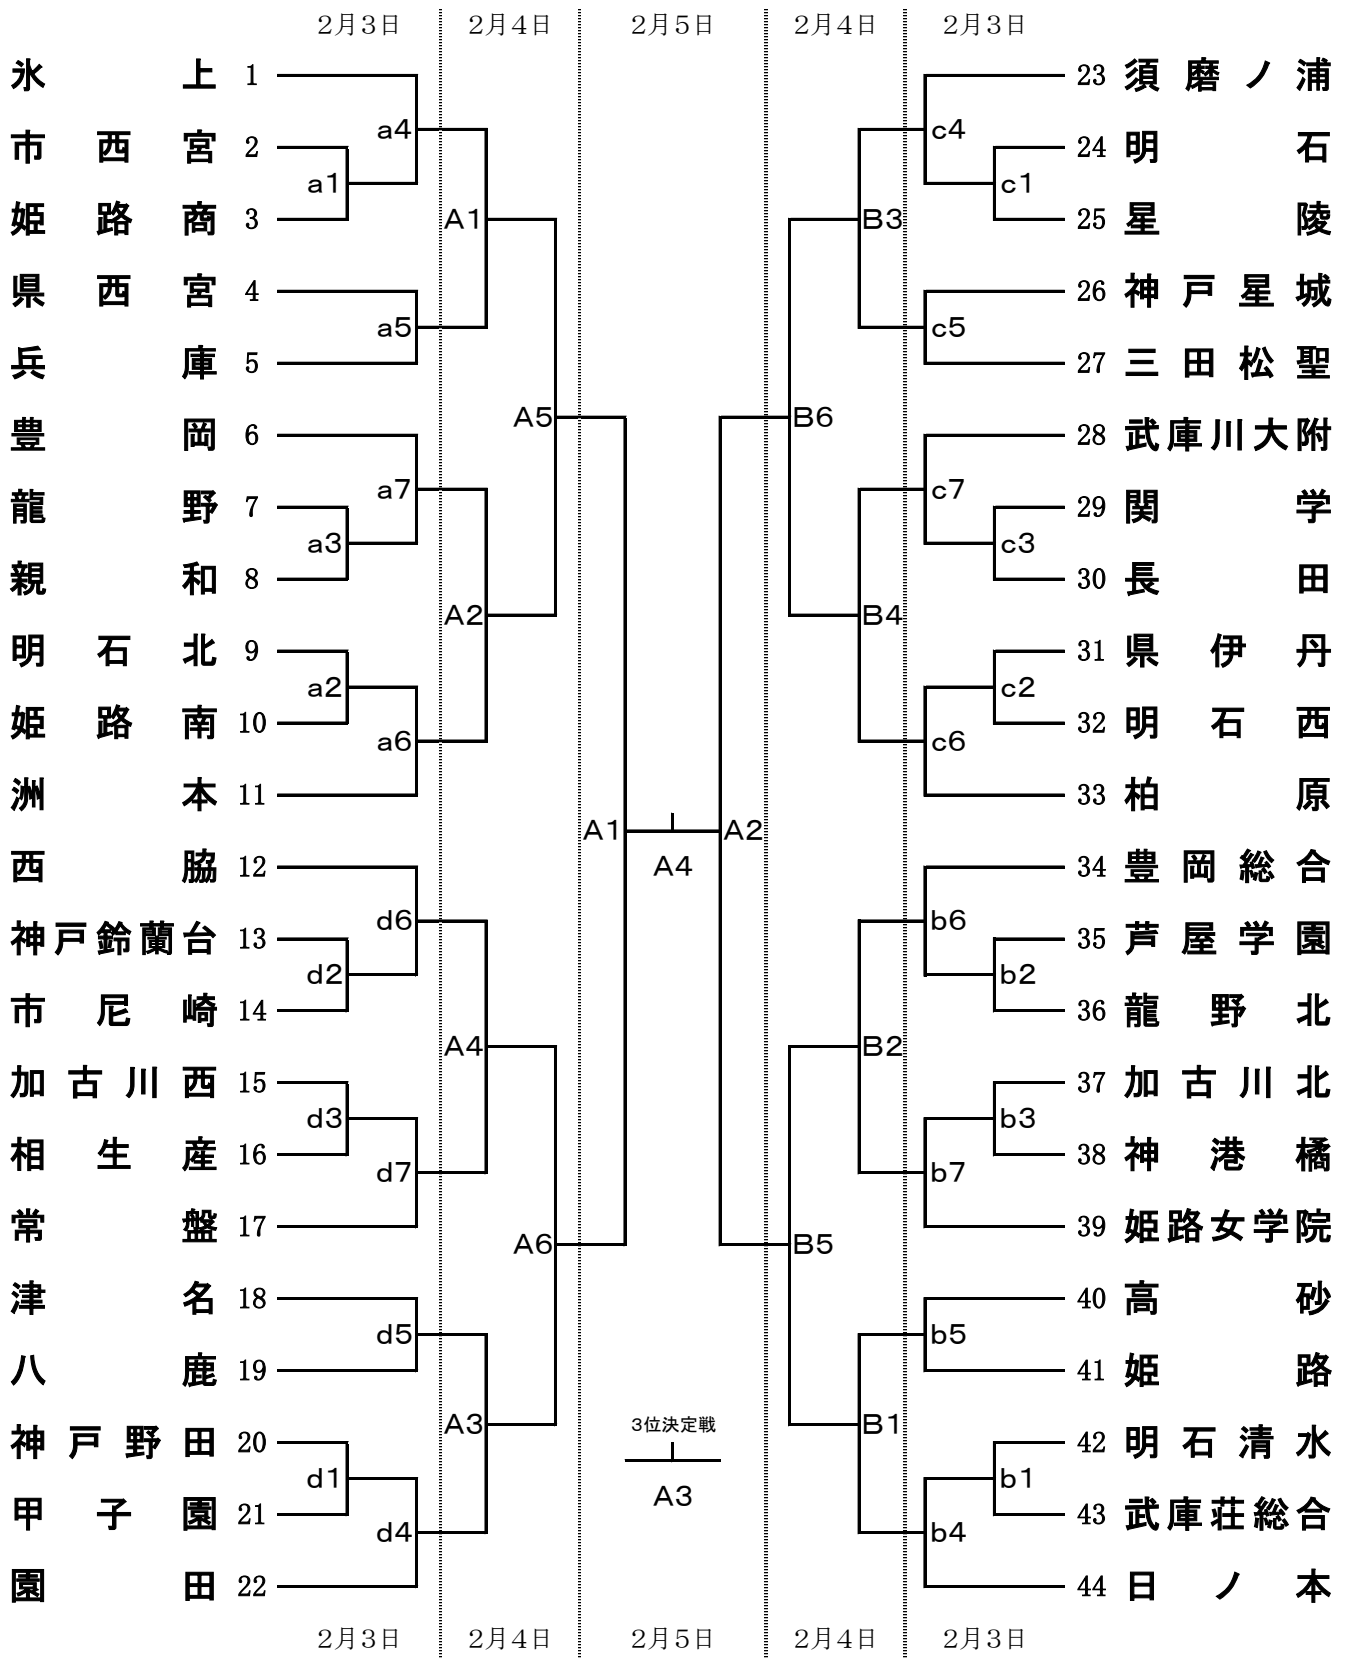 2月3日 2月4日 2月5日 2月4日 2月3日
氷上 1 23 須磨ノ浦
a4 c4
市西宮 2 24 明石
a1 c1
姫路商 3 A1 B3 25 星陵
県西宮 4 26 神戸星城
a5 c5
兵庫 5 27 三田松聖
A5 B6
豊岡 6 28 武庫川大附
a7 c7
龍野 7 29 関学
a3 c3
親和 8 30 長田
A2 B4
明石北 9 31 県伊丹
a2 c2
姫路南 10 32 明石西
a6 c6
洲本 11 33 柏原
A1 A2
西脇 12 A4 34 豊岡総合
d6 b6
神戸鈴蘭台 13 35 芦屋学園
d2 b2
市尼崎 14 36 龍野北
A4 B2
加古川西 15 37 加古川北
d3 b3
相生産 16 38 神港橘
d7 b7
常盤 17 39 姫路女学院
A6 B5
津名 18 40 高砂
d5 b5
八鹿 19 41 姫路
A3 3位決定戦 B1
神戸野田 20 42 明石清水
d1 b1
A3
甲子園 21 43 武庫荘総合
d4 b4
園田 22 44 日ノ本
2月3日 2月4日 2月5日 2月4日 2月3日